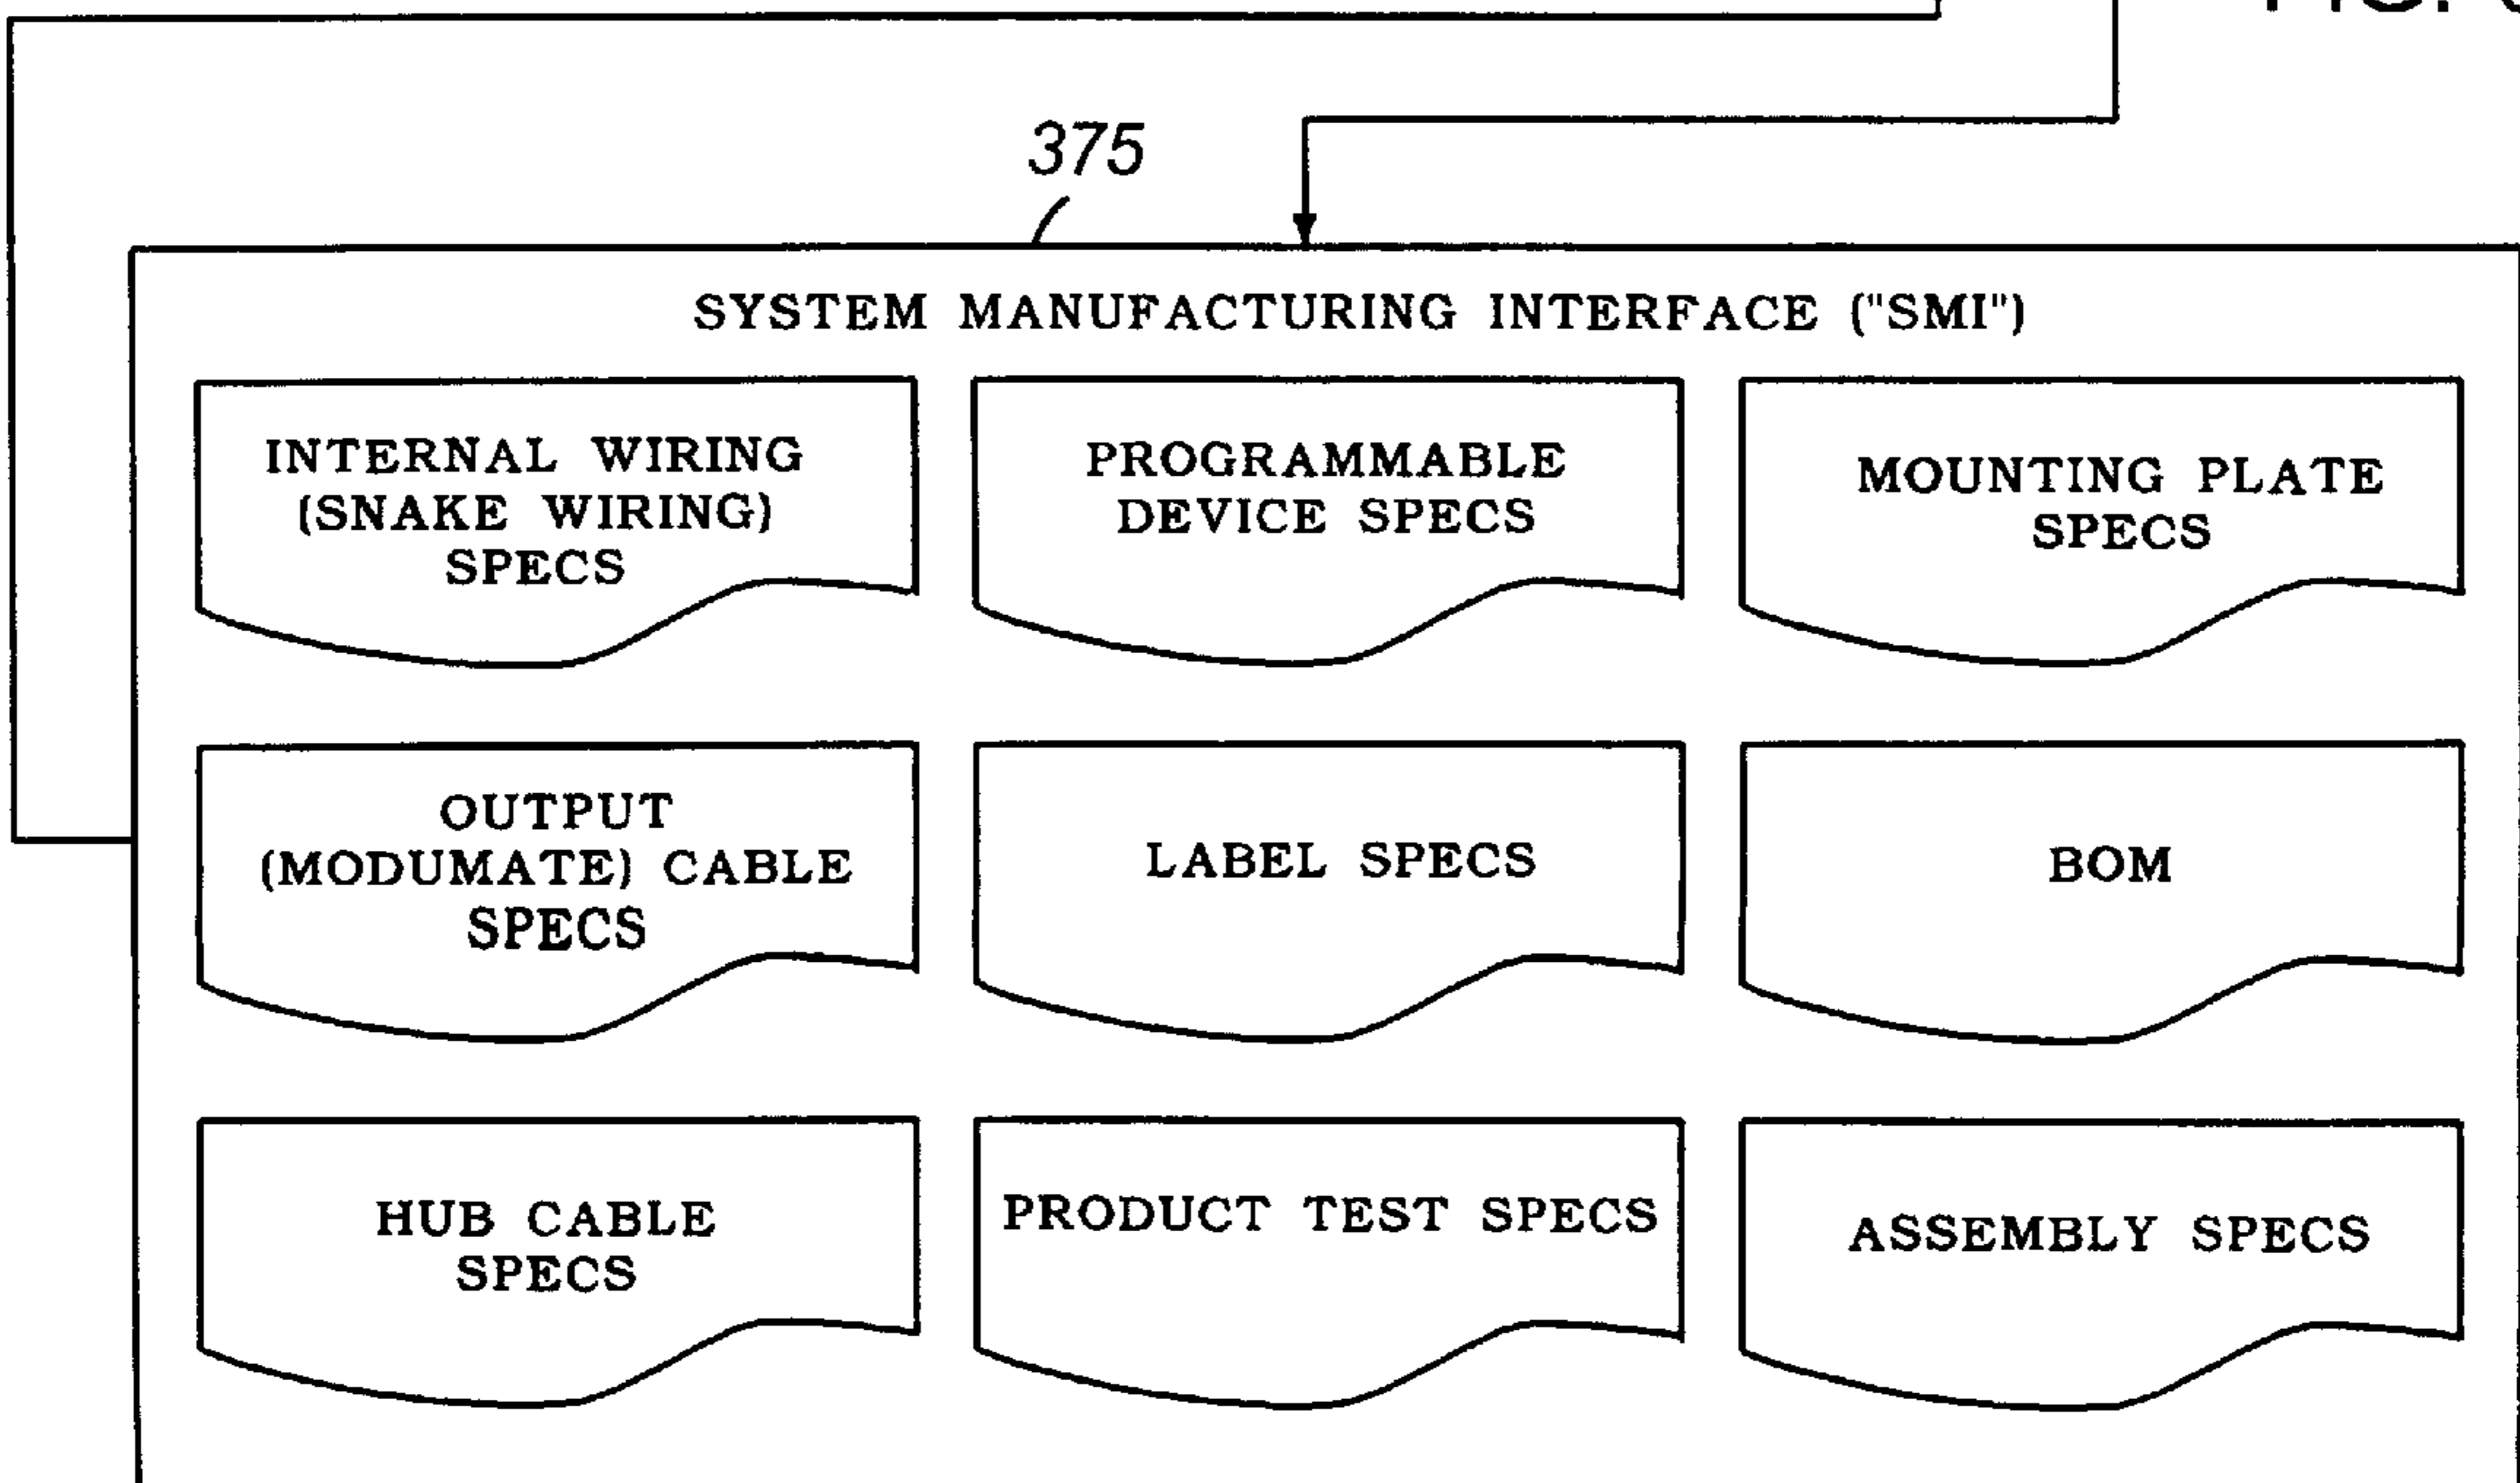 375
SYSTEM MANUFACTURING INTERFACE ("SMI")
INTERNAL WIRING
(SNAKE WIRING)
SPECS
PROGRAMMABLE
DEVICE SPECS
MOUNTING PLATE
SPECS
OUTPUT
(MODUMATE) CABLE
SPECS
LABEL SPECS
BOM
HUB CABLE
SPECS
PRODUCT TEST SPECS
ASSEMBLY SPECS